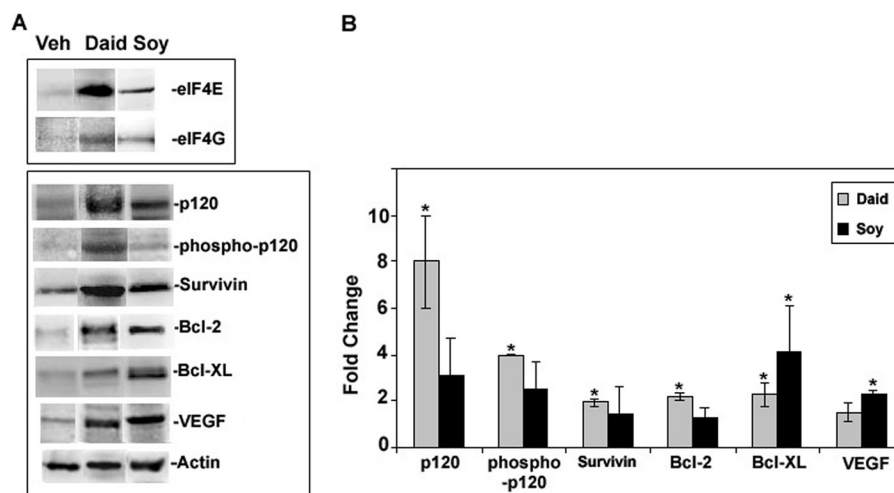 A
Veh Daid Soy
-eIF4E
-eIF4G
-p120
-phospho-p120
-Survivin
-Bcl-2
-Bcl-XL
-VEGF
-Actin
B
Daid
Soy
Fold Change
10
8
6
4
2
0
* * * * * * *
p120 phospho Survivin Bcl-2 Bcl-XL VEGF
-p120